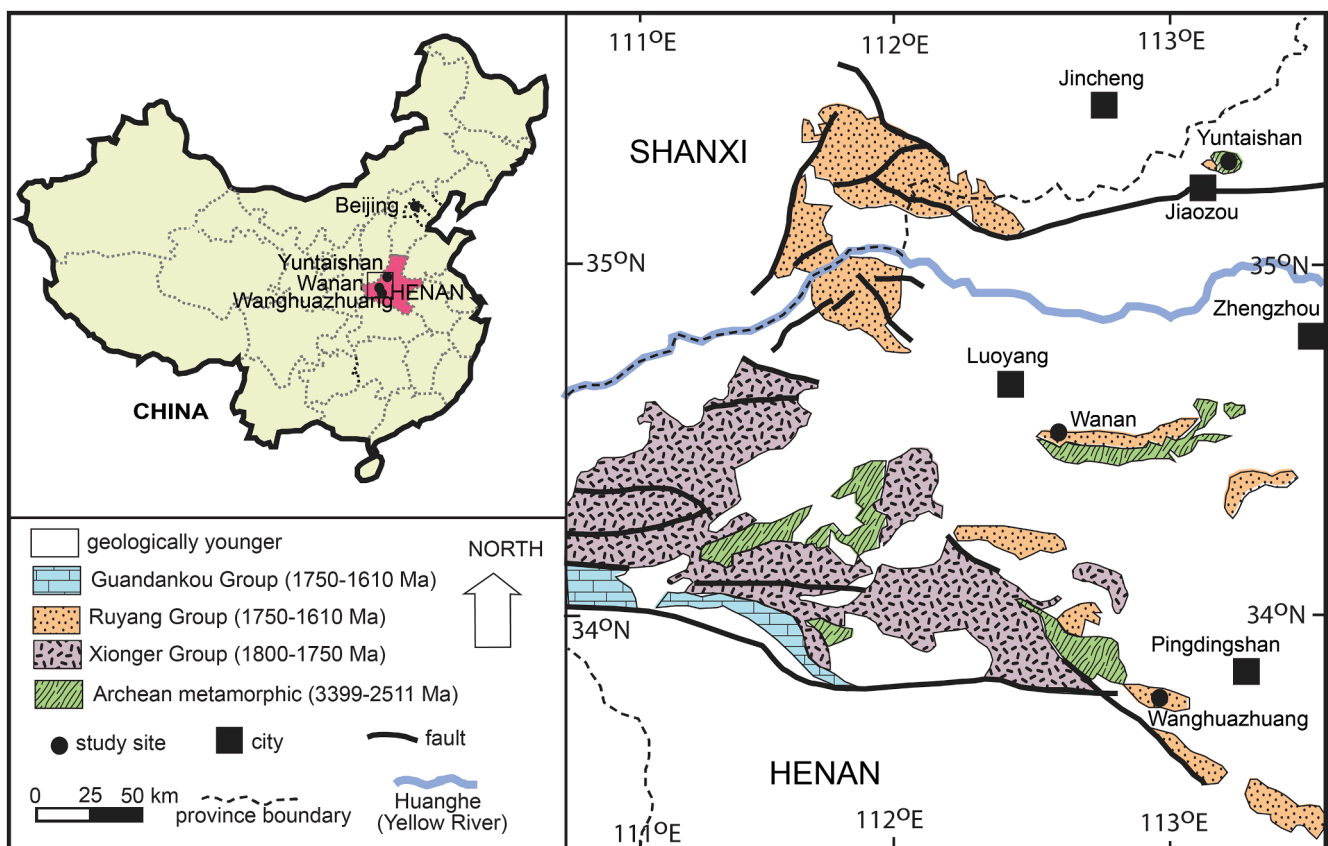 Beijing
Yuntaishan
Wanan
HENAN
Wanghuazhuang
CHINA
geologically younger
Guandankou Group (1750-1610 Ma)
Ruyang Group (1750-1610 Ma)
Xionger Group (1800-1750 Ma)
Archean metamorphic (3399-2511 Ma)
NORTH
study site
city
fault
0 25 50 km
province boundary
Huanghe
(Yellow River)
111°E
112°E
113°E
Jincheng
SHANXI
Yuntaishan
Jiaozou
35°N
35°N
Zhengzhou
Luoyang
Wanan
34°N
34°N
Pingdingshan
Wanghuazhuang
HENAN
111°E
112°E
113°E